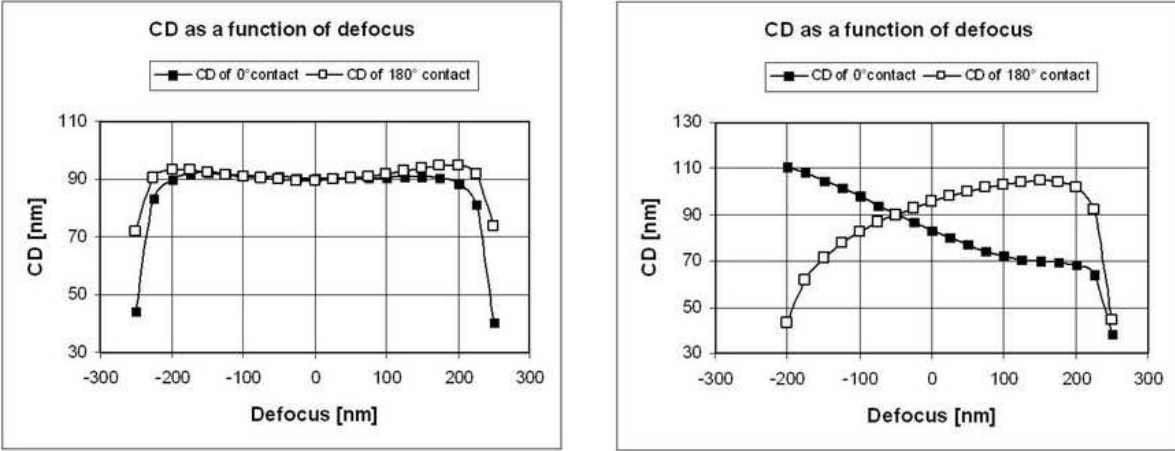 CD as a function of defocus
CD of 0°contact CD of 180° contact
110
90
70
50
30
CD [nm]
-300 -200 -100 0 100 200 300
Defocus [nm]
CD as a function of defocus
CD of 0°contact CD of 180° contact
130
110
90
70
50
30
CD [nm]
-300 -200 -100 0 100 200 300
Defocus [nm]